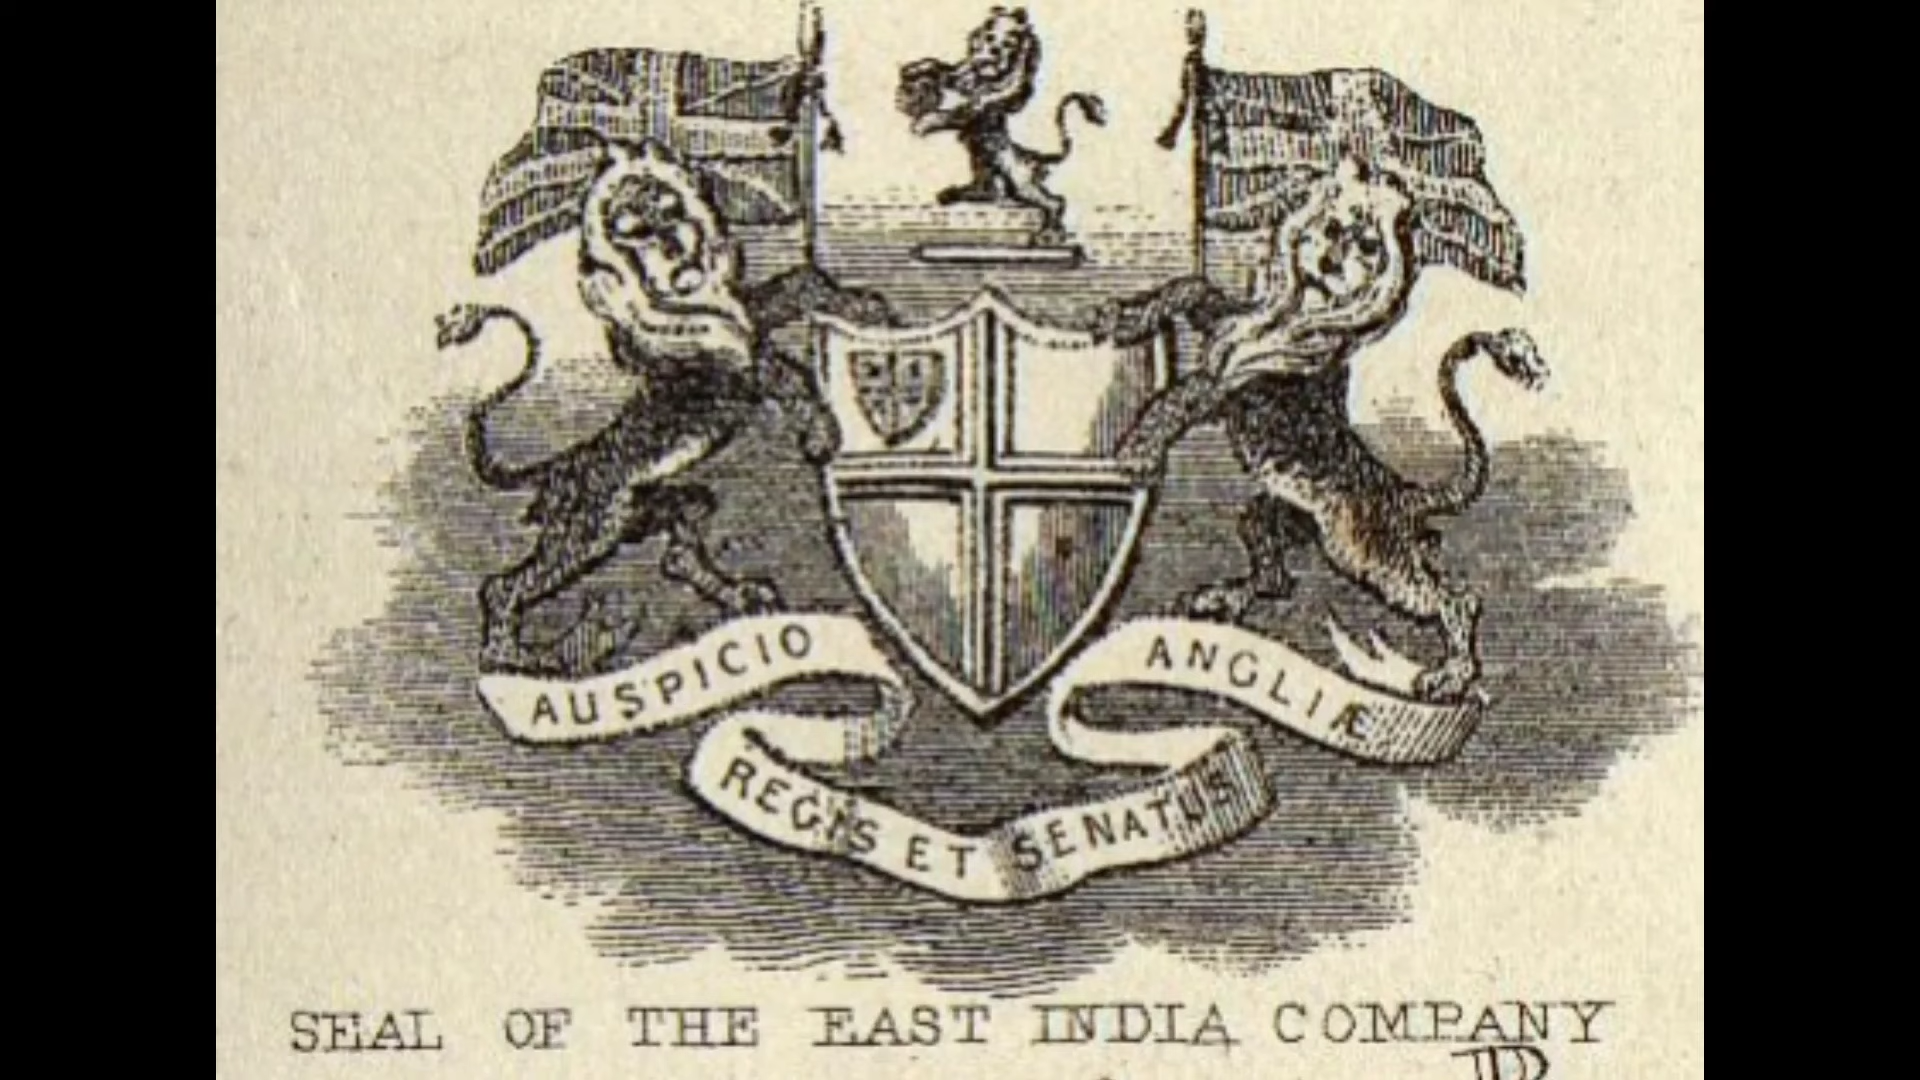 AUSPICIO
REGIS ET SENATUS
ANGLIÆ
SEAL OF THE EAST INDIA COMPANY